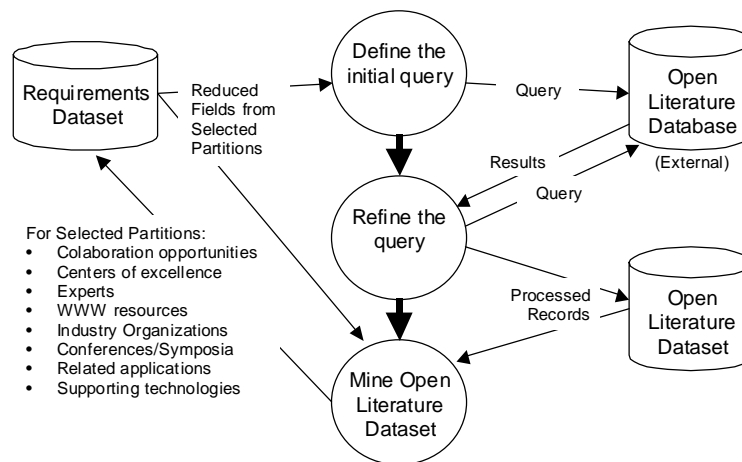 Define the
initial query
Requirements
Dataset
Reduced
Fields from
Selected
Partitions
Query
Open
Literature
Database
(External)
Results
Query
Refine the
query
For Selected Partitions:
• Colaboration opportunities
• Centers of excellence
• Experts
• WWW resources
• Industry Organizations
• Conferences/Symposia
• Related applications
• Supporting technologies
Processed
Records
Open
Literature
Dataset
Mine Open
Literature
Dataset